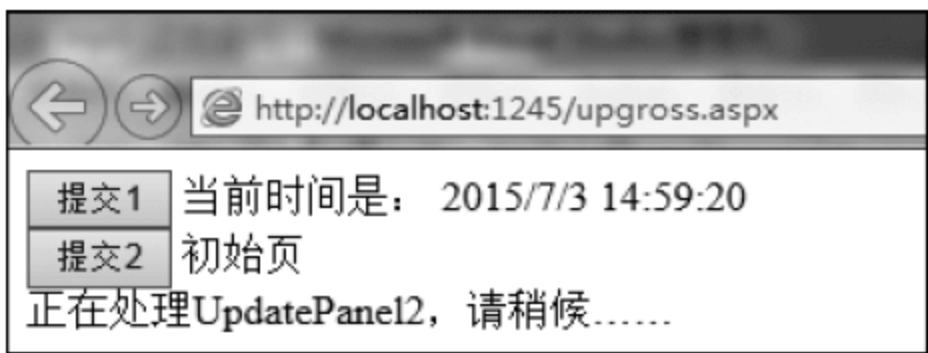 http://localhost:1245/upgross.aspx
提交1 当前时间是： 2015/7/3 14:59:20
提交2 初始页
正在处理UpdatePanel2，请稍候……